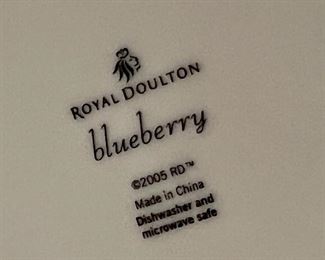 ROYAL DOULTON
blueberry
©2005 RD™
Made in China
Dishwasher and
microwave safe